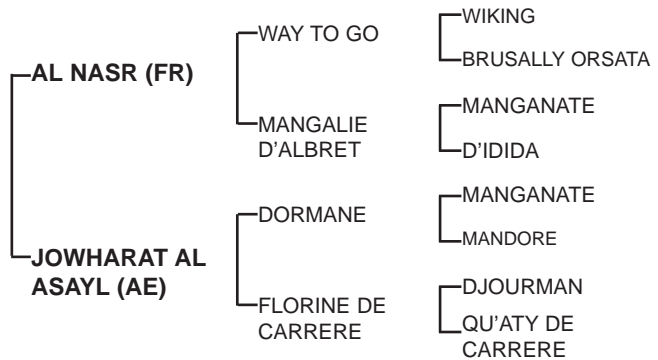 WIKING
WAY TO GO
BRUSALLY ORSATA
AL NASR (FR)
MANGANATE
MANGALIE
D'ALBRET
D'IDIDA
MANGANATE
DORMANE
MANDORE
JOWHARAT AL
ASAYL (AE)
DJOURMAN
FLORINE DE
CARRERE
QU'ATY DE
CARRERE